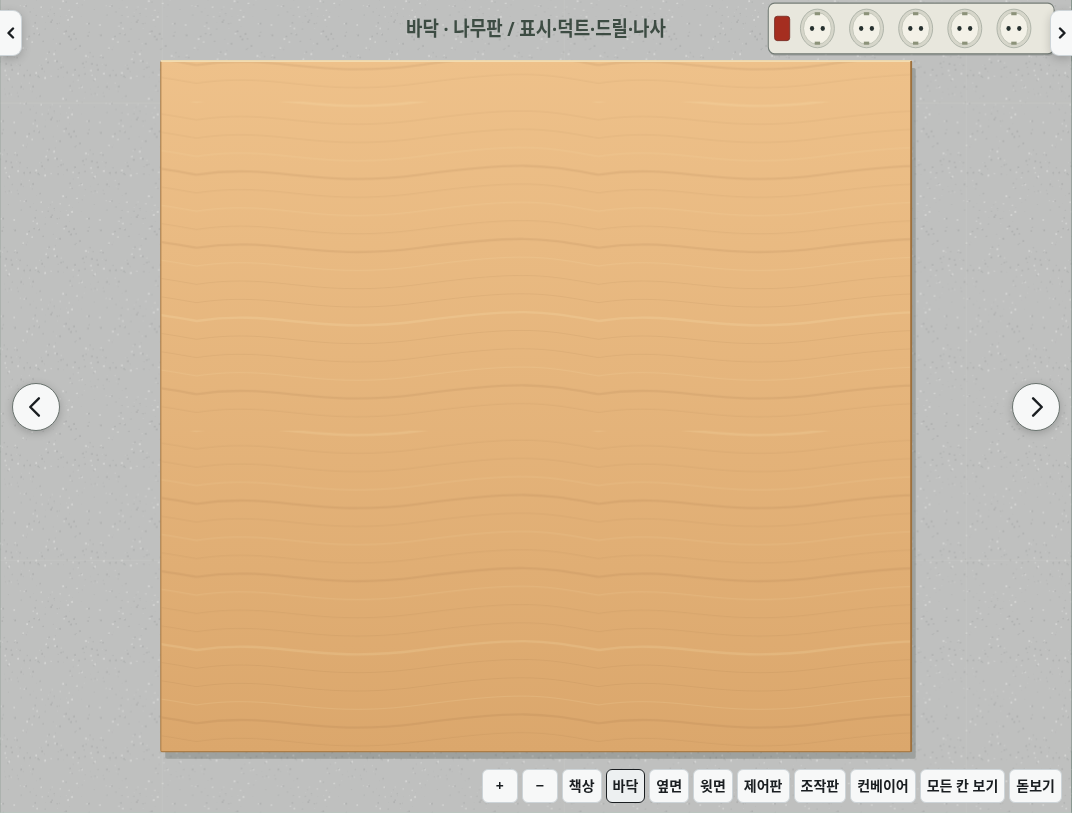 바닥 · 나무판 / 표시·덕트·드릴·나사
+
−
책상
바닥
옆면
윗면
제어판
조작판
컨베이어
모든 칸 보기
돋보기